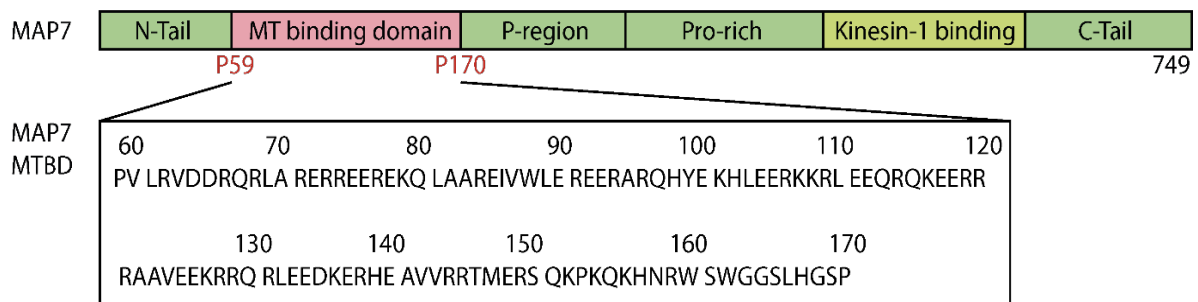 MAP7 N-Tail MT binding domain P-region Pro-rich Kinesin-1 binding C-Tail
P59 P170 749
MAP7
MTBD
60 70 80 90 100 110 120
PV LRVDDRQRLA RERREEREKQ LAAREIVWLE REERARQHYE KHLEERKKRL EEQRQKEERR
130 140 150 160 170
RAAVEEKRRQ RLEEDKERHE AVVRRTMERS QKPKQKHNRW SWGGSLHGSP